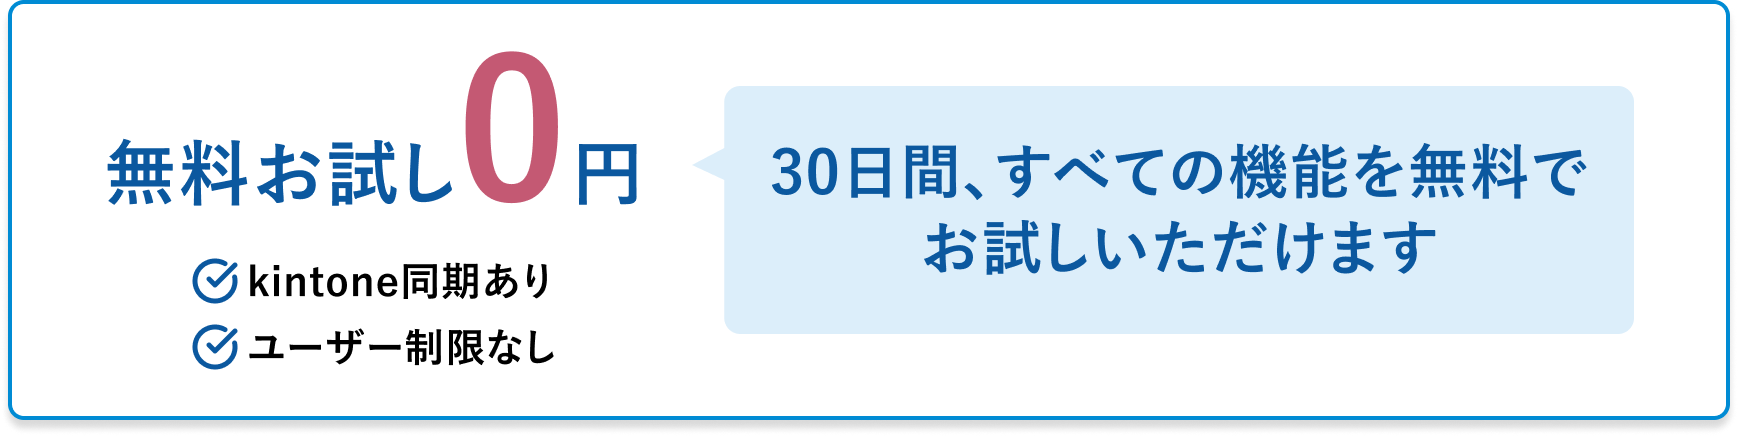 無料お試し0円
kintone同期あり
ユーザー制限なし
30日間、すべての機能を無料で
お試しいただけます